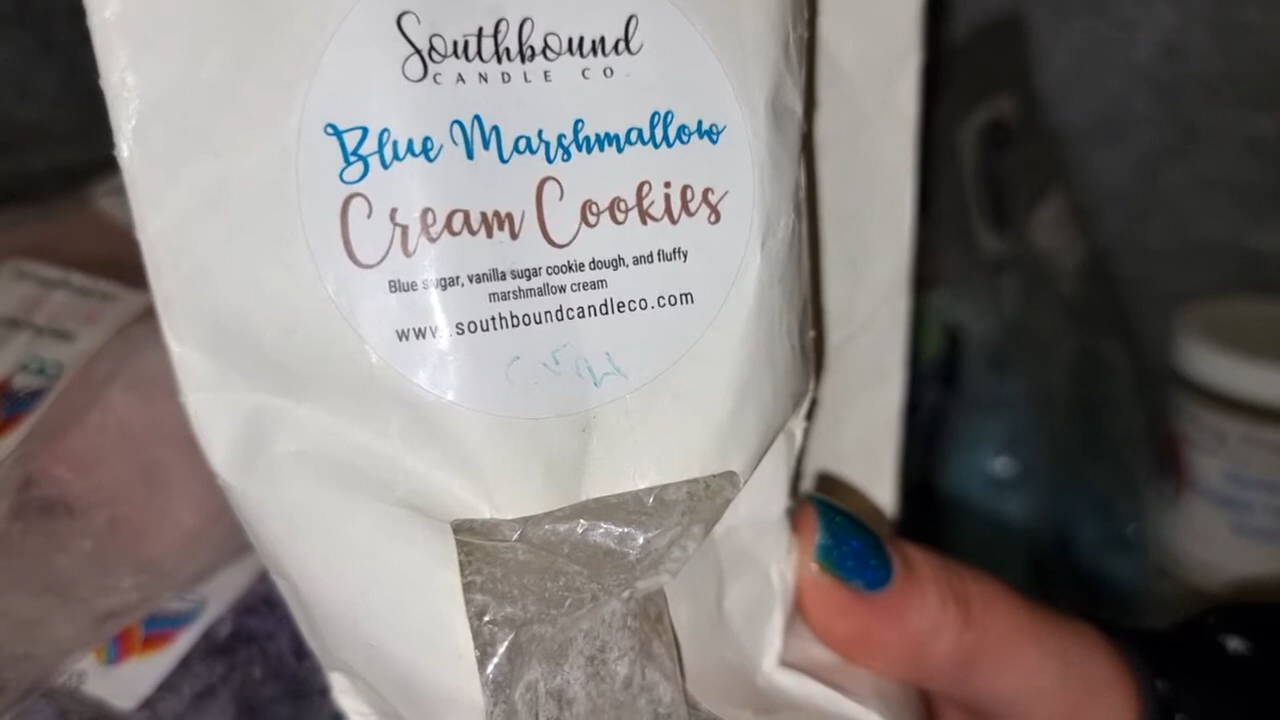 Southbound
CANDLE CO.
Blue Marshmallow
Cream Cookies
Blue sugar, vanilla sugar cookie dough, and fluffy
marshmallow cream
www.southboundcandleco.com